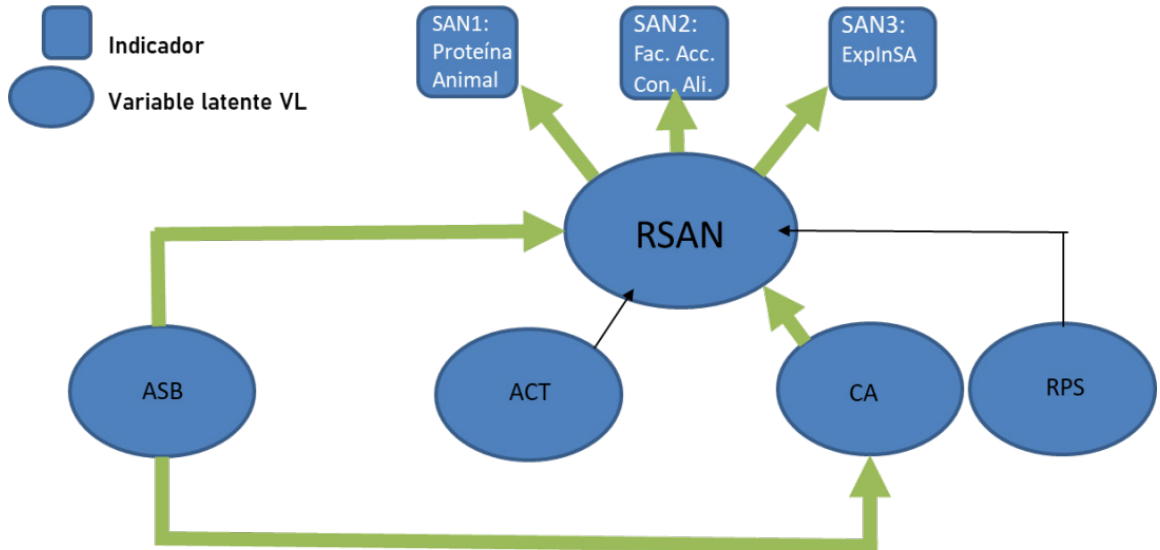 Indicador
Variable latente VL
SAN1:
Proteína
Animal
SAN2:
Fac. Acc.
Con. Ali.
SAN3:
ExpInSA
RSAN
ASB
ACT
CA
RPS